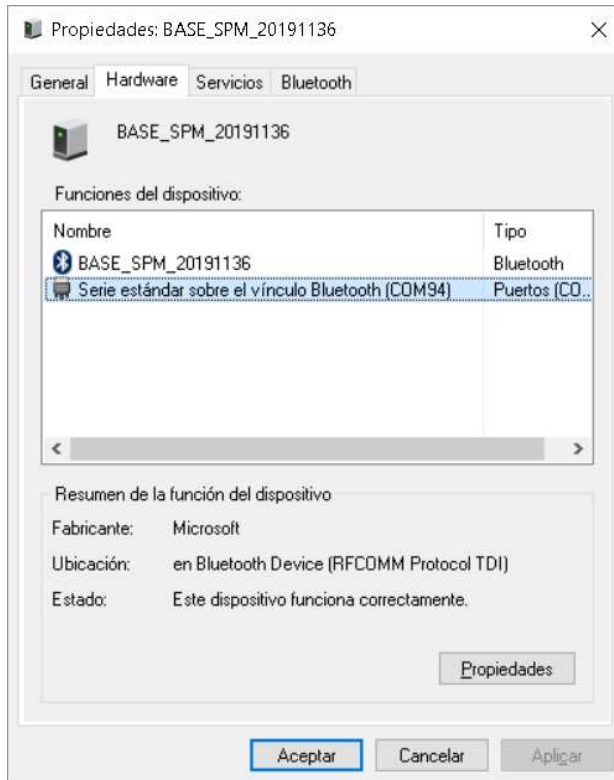 Propiedades: BASE_SPM_20191136
General Hardware Servicios Bluetooth
BASE_SPM_20191136
Funciones del dispositivo:
Nombre Tipo
BASE_SPM_20191136 Bluetooth
Serie estándar sobre el vínculo Bluetooth (COM94) Puertos (CO...
Resumen de la función del dispositivo
Fabricante: Microsoft
Ubicación: en Bluetooth Device (RFCOMM Protocol TDI)
Estado: Este dispositivo funciona correctamente.
Propiedades
Aceptar Cancelar Aplicar